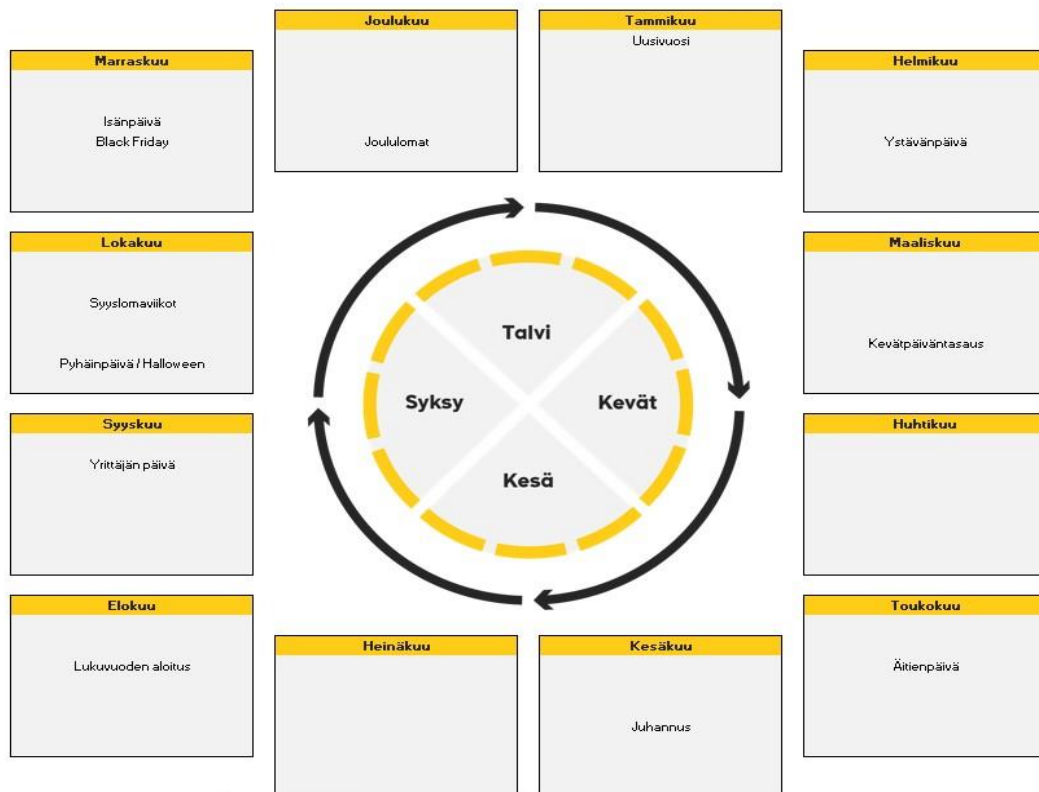 Joulukuu
Joululomat
Tammikuu
Uusivuosi
Helmikuu
Ystävänpäivä
Maaliskuu
Kevätpäiväntasaus
Huhtikuu
Toukokuu
Äitienpäivä
Kesäkuu
Juhannus
Heinäkuu
Elokuu
Lukuvuoden aloitus
Syyskuu
Yrittäjän päivä
Lokakuu
Syyslomaviikot
Pyhäinpäivä / Halloween
Marraskuu
Isänpäivä
Black Friday
Talvi
Kevät
Kesä
Syksy